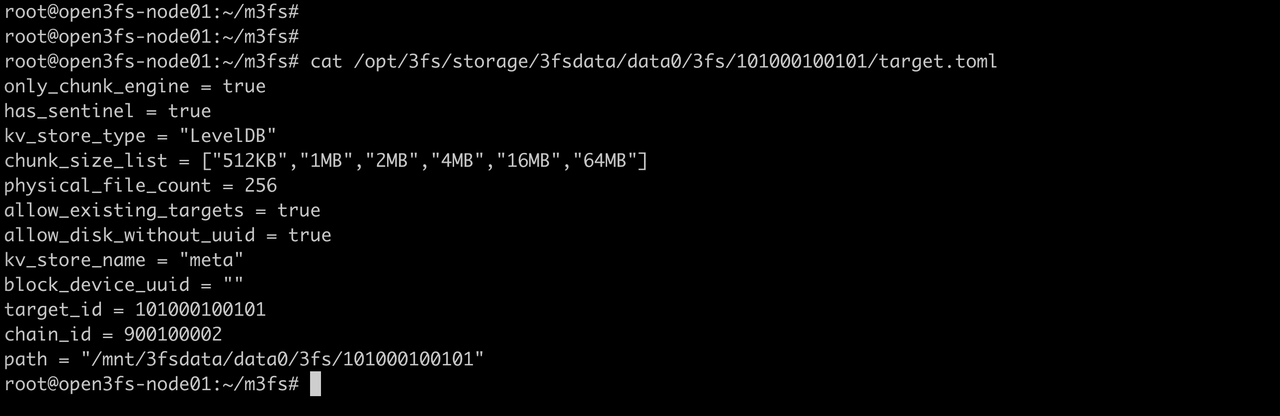 root@open3fs-node01:~/m3fs#
root@open3fs-node01:~/m3fs#
root@open3fs-node01:~/m3fs# cat /opt/3fs/storage/3fsdata/data0/3fs/101000100101/target.toml
only_chunk_engine = true
has_sentinel = true
kv_store_type = "LevelDB"
chunk_size_list = ["512KB","1MB","2MB","4MB","16MB","64MB"]
physical_file_count = 256
allow_existing_targets = true
allow_disk_without_uuid = true
kv_store_name = "meta"
block_device_uuid = ""
target_id = 101000100101
chain_id = 900100002
path = "/mnt/3fsdata/data0/3fs/101000100101"
root@open3fs-node01:~/m3fs#